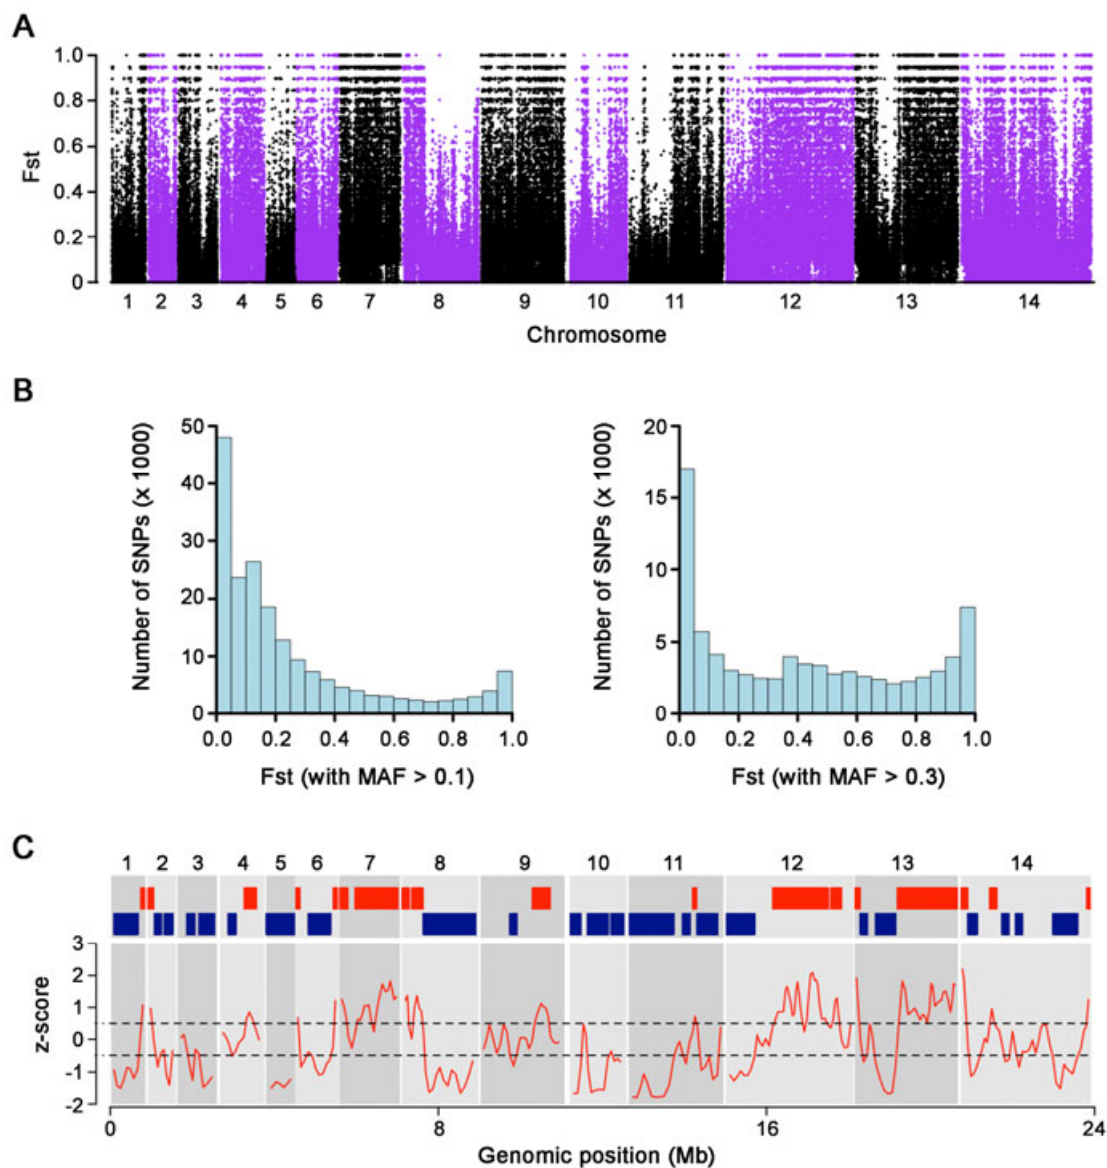 A
Fst
1.0
0.8
0.6
0.4
0.2
0
1 2 3 4 5 6 7 8 9 10 11 12 13 14
Chromosome
B
Number of SNPs (x 1000)
50
40
30
20
10
0
0.0 0.2 0.4 0.6 0.8 1.0
Fst (with MAF > 0.1)
Number of SNPs (x 1000)
20
15
10
5
0
0.0 0.2 0.4 0.6 0.8 1.0
Fst (with MAF > 0.3)
C
1 2 3 4 5 6 7 8 9 10 11 12 13 14
z-score
3
2
1
0
-1
-2
0 8 16 24
Genomic position (Mb)